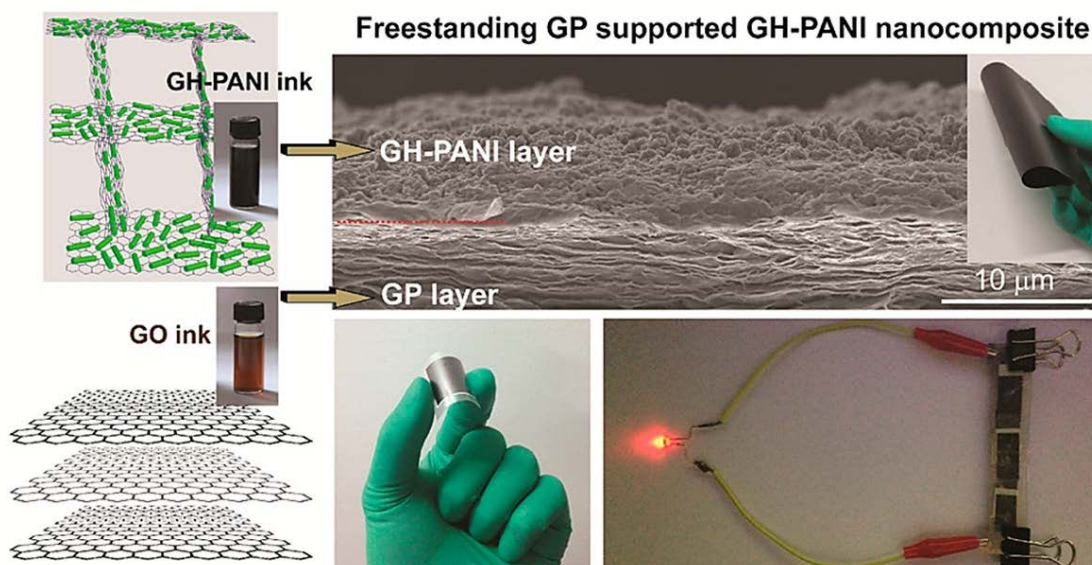 Freestanding GP supported GH-PANI nanocomposite
GH-PANI ink
GH-PANI layer
GP layer
10 μm
GO ink